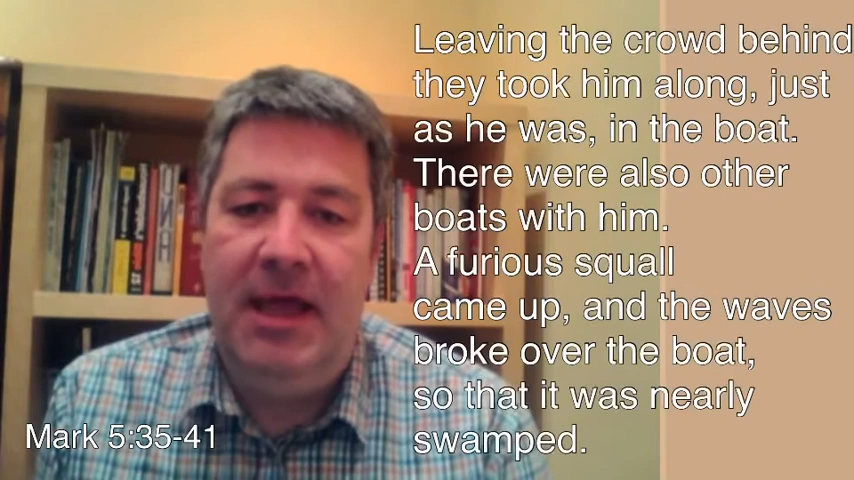 Leaving the crowd behind
they took him along, just
as he was, in the boat.
There were also other
boats with him.
A furious squall
came up, and the waves
broke over the boat,
so that it was nearly
swamped.
Mark 5:35-41